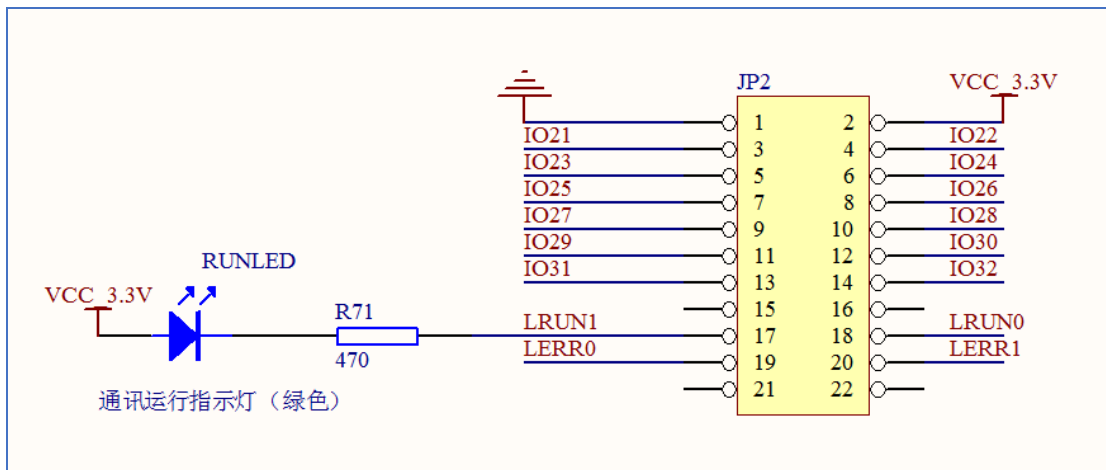 JP2
VCC_3.3V
1 2
IO21 IO22
3 4
IO23 IO24
5 6
IO25 IO26
7 8
IO27 IO28
9 10
IO29 IO30
11 12
IO31 IO32
13 14
RUNLED
VCC_3.3V
15 16
R71
LRUN1 LRUN0
17 18
470
LERR0 LERR1
19 20
21 22
通讯运行指示灯（绿色）